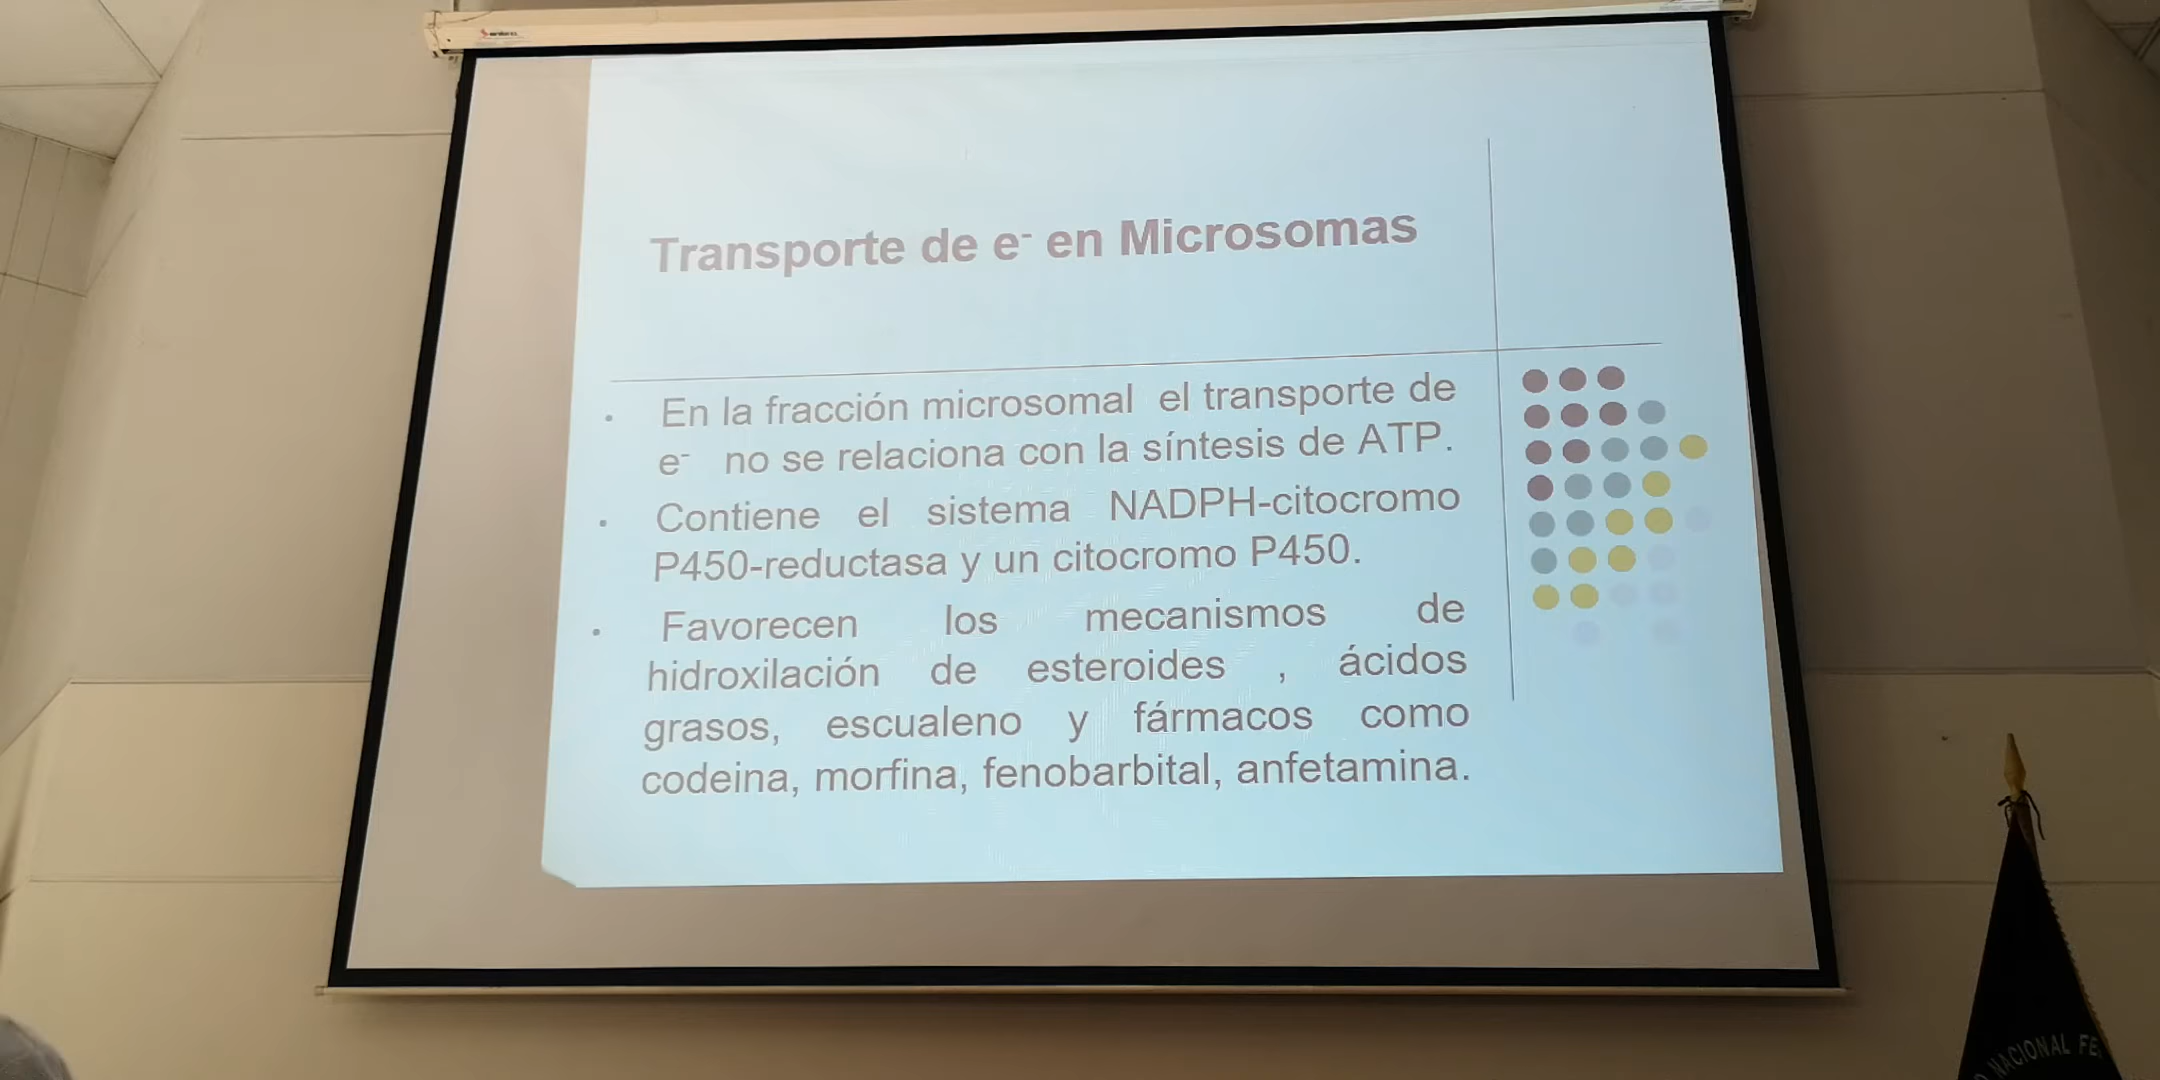 Transporte de e- en Microsomas
• En la fracción microsomal el transporte de
e- no se relaciona con la síntesis de ATP.
• Contiene el sistema NADPH-citocromo
P450-reductasa y un citocromo P450.
• Favorecen los mecanismos de
hidroxilación de esteroides , ácidos
grasos, escualeno y fármacos como
codeina, morfina, fenobarbital, anfetamina.
NACIONAL FE